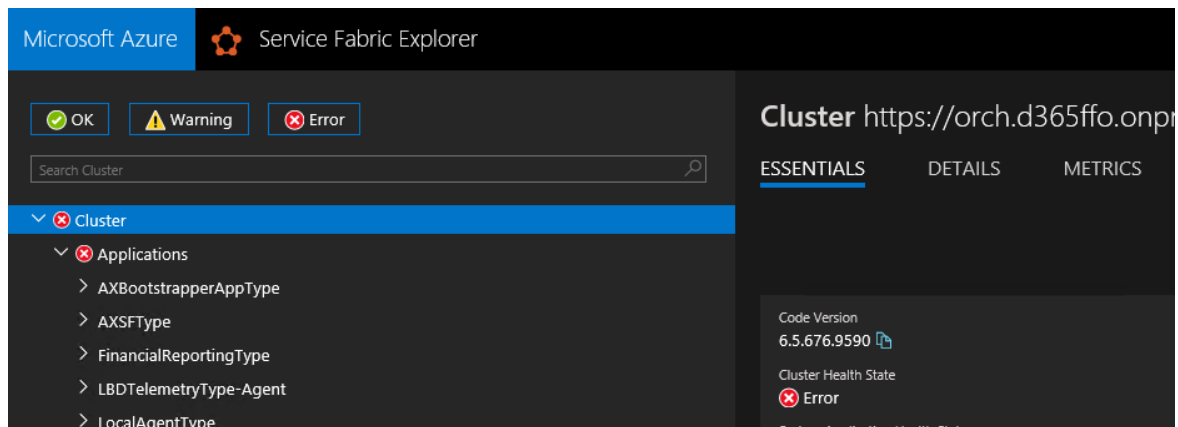 Microsoft Azure
Service Fabric Explorer
OK
Warning
Error
Search Cluster
Cluster
Applications
AXBootstrapperAppType
AXSFType
FinancialReportingType
LBDTelemetryType-Agent
LocalAgentType
Cluster https://orch.d365ffo.onpr
ESSENTIALS DETAILS METRICS
Code Version
6.5.676.9590
Cluster Health State
Error